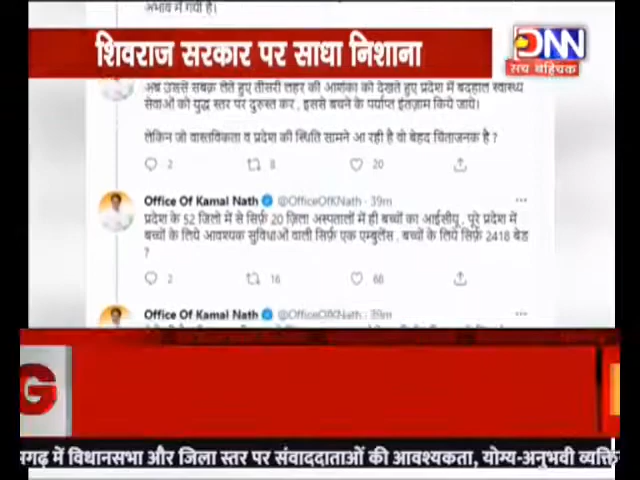 अभाव में गयी है।
शिवराज सरकार पर साधा निशाना
DNN
सच बेहिचक
अब उससे सबक़ लेते हुए तीसरी लहर की आशंका को देखते हुए प्रदेश में बदहाल स्वास्थ्य
सेवाओं को युद्ध स्तर पर दुरुस्त कर , इससे बचने के पर्याप्त इंतज़ाम किये जाये।
लेकिन जो वास्तविकता व प्रदेश की स्थिति सामने आ रही है वो बेहद चिंताजनक है ?
2 8 20
Office Of Kamal Nath @OfficeOfKNath · 39m
प्रदेश के 52 जिलो में से सिर्फ़ 20 ज़िला अस्पतालों में ही बच्चों का आईसीयू , पूरे प्रदेश में
बच्चों के लिये आवश्यक सुविधाओं वाली सिर्फ़ एक एम्बुलेंस , बच्चों के लिये सिर्फ़ 2418 बेड
?
2 16 68
Office Of Kamal Nath @OfficeOfKNath · 39m
G
गढ़ में विधानसभा और जिला स्तर पर संवाददाताओं की आवश्यकता, योग्य-अनुभवी व्यक्ति